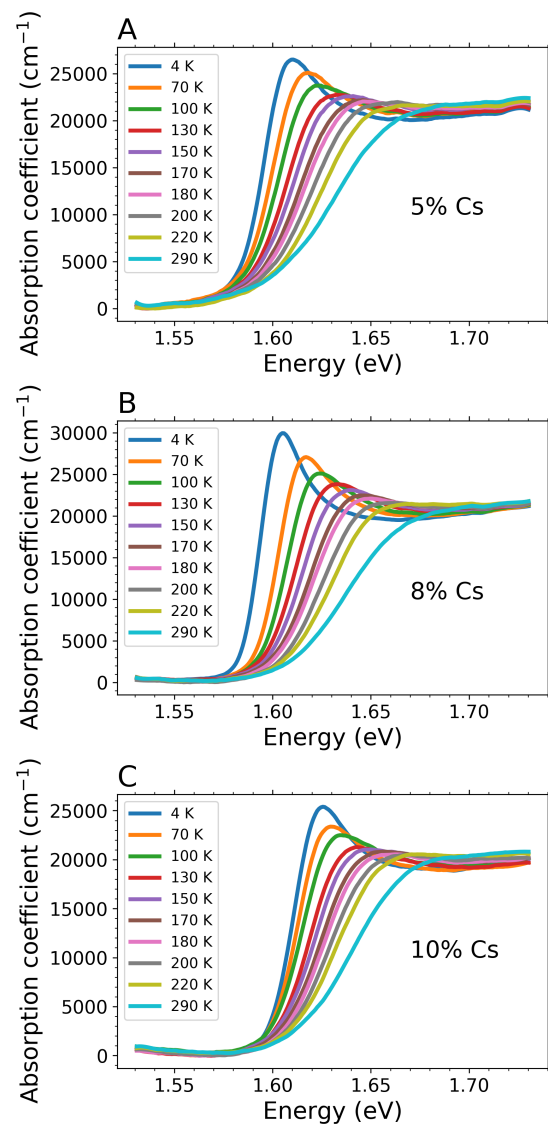 A
Absorption coefficient (cm⁻¹)
25000
20000
15000
10000
5000
0
4 K
70 K
100 K
130 K
150 K
170 K
180 K
200 K
220 K
290 K
5% Cs
1.55 1.60 1.65 1.70
Energy (eV)
B
Absorption coefficient (cm⁻¹)
30000
25000
20000
15000
10000
5000
0
4 K
70 K
100 K
130 K
150 K
170 K
180 K
200 K
220 K
290 K
8% Cs
1.55 1.60 1.65 1.70
Energy (eV)
C
Absorption coefficient (cm⁻¹)
25000
20000
15000
10000
5000
0
4 K
70 K
100 K
130 K
150 K
170 K
180 K
200 K
220 K
290 K
10% Cs
1.55 1.60 1.65 1.70
Energy (eV)